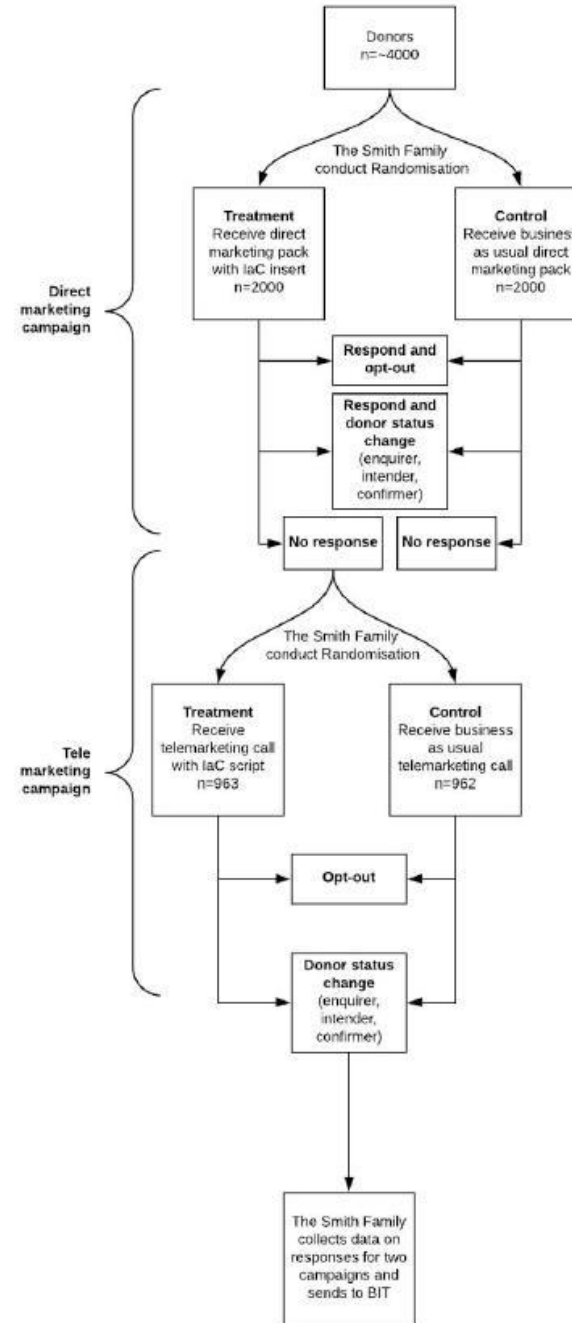 Donors
n=~4000
The Smith Family
conduct Randomisation
Treatment
Receive direct
marketing pack
with IaC insert
n=2000
Control
Receive business
as usual direct
marketing pack
n=2000
Direct
marketing
campaign
Respond and
opt-out
Respond and
donor status
change
(enquirer,
intender,
confirmer)
No response
No response
The Smith Family
conduct Randomisation
Treatment
Receive
telemarketing call
with IaC script
n=963
Control
Receive business
as usual
telemarketing call
n=962
Tele
marketing
campaign
Opt-out
Donor status
change
(enquirer,
intender,
confirmer)
The Smith Family
collects data on
responses for two
campaigns and
sends to BIT